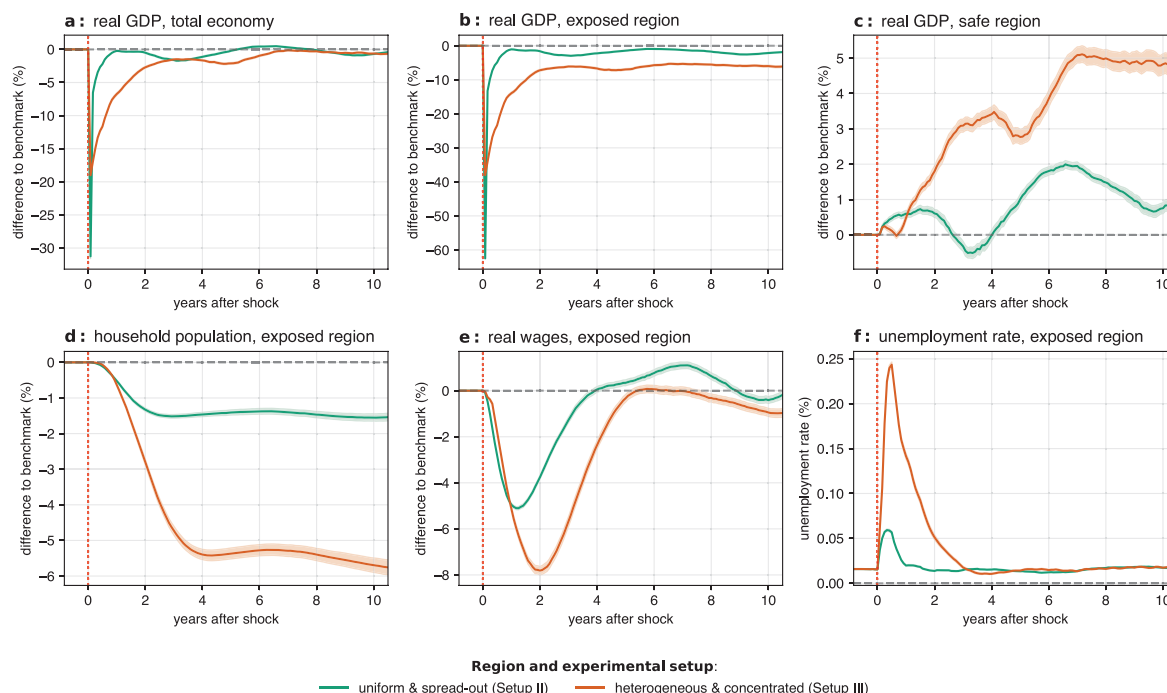 a: real GDP, total economy
difference to benchmark (%)
0
−5
−10
−15
−20
−25
−30
0 2 4 6 8 10
years after shock
b: real GDP, exposed region
difference to benchmark (%)
0
−10
−20
−30
−40
−50
−60
0 2 4 6 8 10
years after shock
c: real GDP, safe region
difference to benchmark (%)
5
4
3
2
1
0
0 2 4 6 8 10
years after shock
d: household population, exposed region
difference to benchmark (%)
0
−1
−2
−3
−4
−5
−6
0 2 4 6 8 10
years after shock
e: real wages, exposed region
difference to benchmark (%)
0
−2
−4
−6
−8
0 2 4 6 8 10
years after shock
f: unemployment rate, exposed region
unemployment rate (%)
0.25
0.20
0.15
0.10
0.05
0.00
0 2 4 6 8 10
years after shock
Region and experimental setup:
uniform & spread-out (Setup II) heterogeneous & concentrated (Setup III)